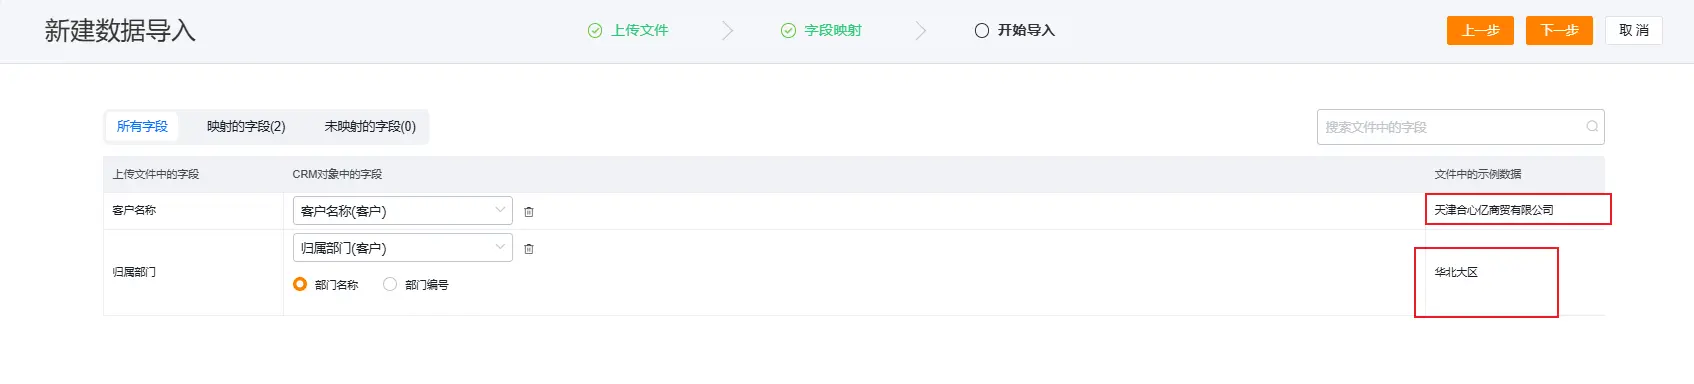 新建数据导入
上传文件
字段映射
开始导入
上一步
下一步
取 消
所有字段
映射的字段(2)
未映射的字段(0)
搜索文件中的字段
上传文件中的字段
CRM对象中的字段
文件中的示例数据
客户名称
客户名称(客户)
天津合心亿商贸有限公司
归属部门
归属部门(客户)
部门名称
部门编号
华北大区